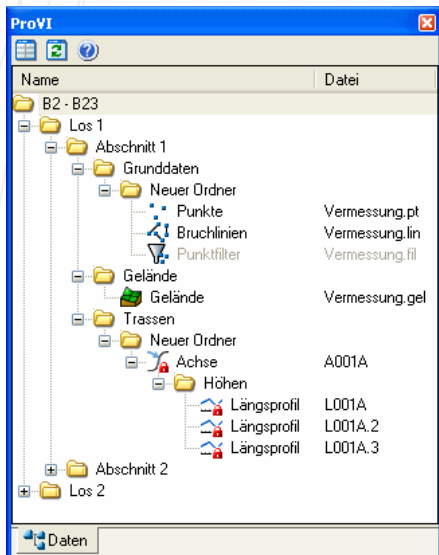 ProVI
Name Datei
B2 - B23
Los 1
Abschnitt 1
Grunddaten
Neuer Ordner
Punkte Vermessung.pt
Bruchlinien Vermessung.lin
Punktfilter Vermessung.fil
Gelände
Gelände Vermessung.gel
Trassen
Neuer Ordner
Achse A001A
Höhen
Längsprofil L001A
Längsprofil L001A.2
Längsprofil L001A.3
Abschnitt 2
Los 2
Daten